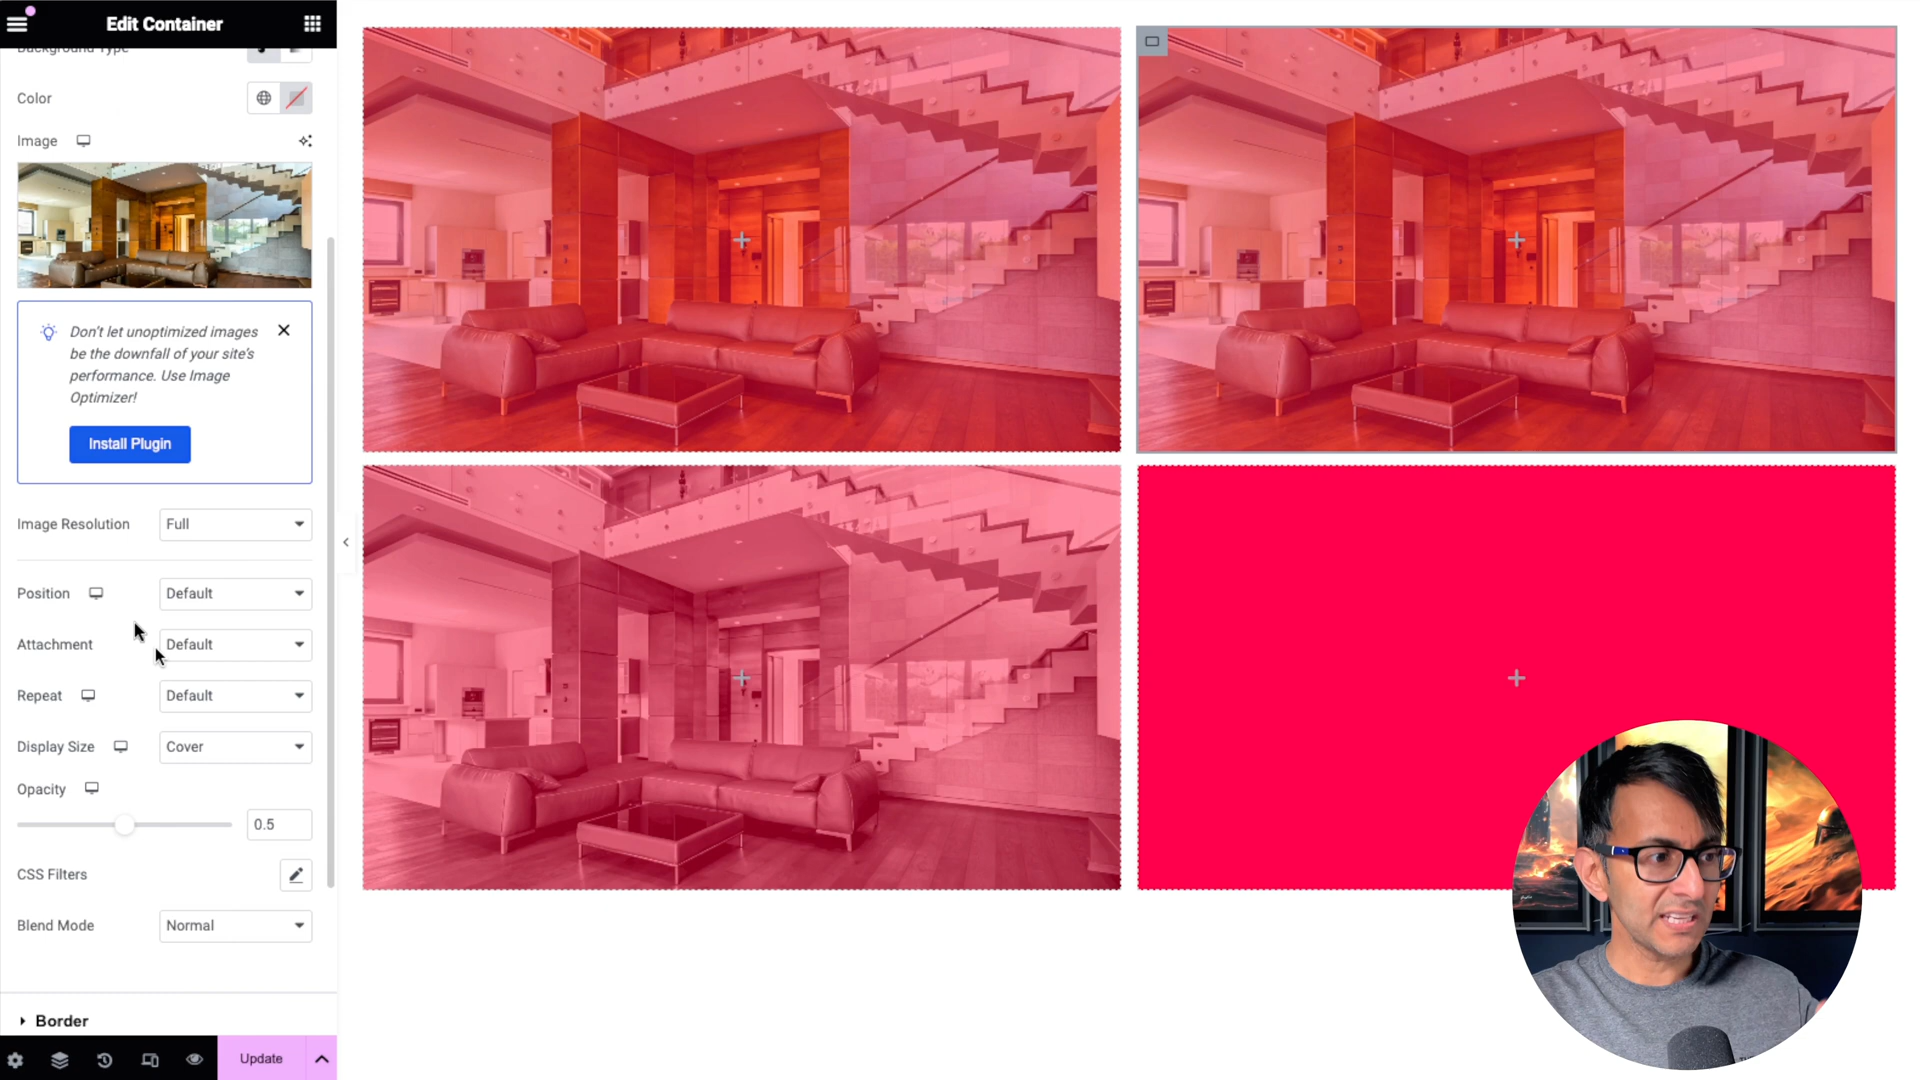 Edit Container
Background Type
Color
Image
Don't let unoptimized images
be the downfall of your site's
performance. Use Image
Optimizer!
Install Plugin
Image Resolution
Full
Position
Default
Attachment
Default
Repeat
Default
Display Size
Cover
Opacity
0.5
CSS Filters
Blend Mode
Normal
Border
Update